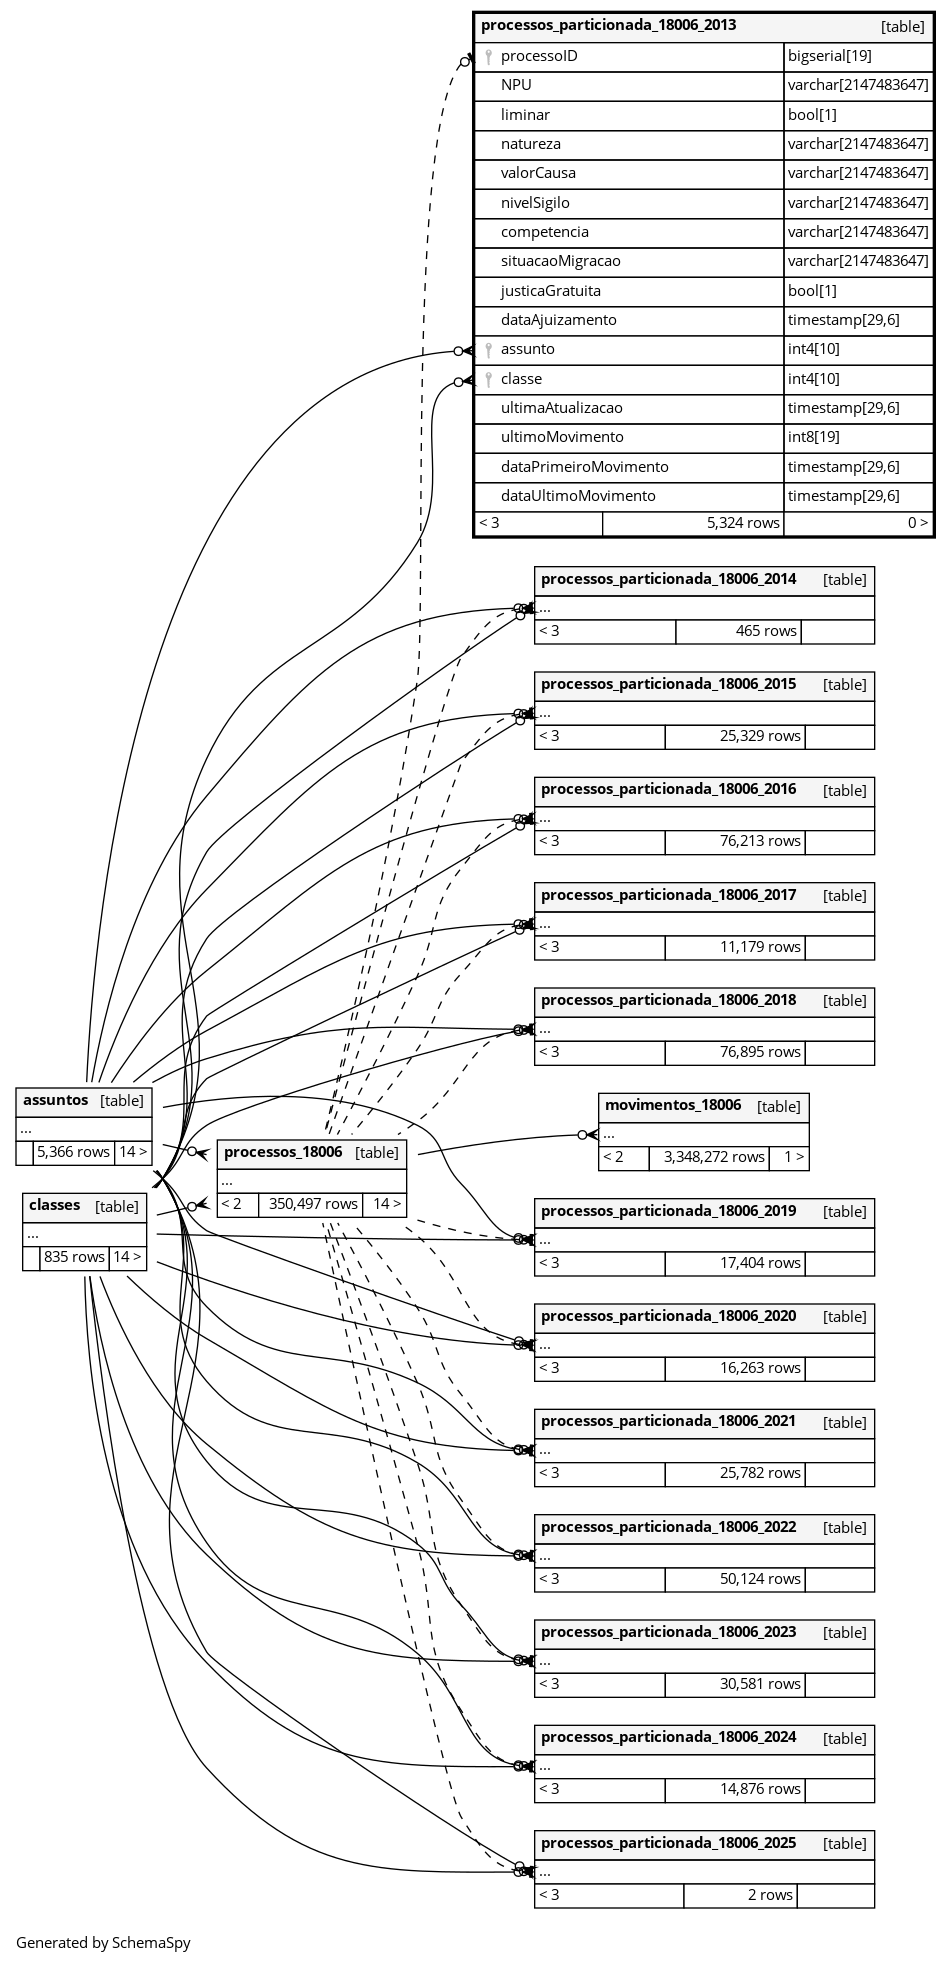 processos_particionada_18006_2013 [table]
processoID bigserial[19]
NPU varchar[2147483647]
liminar bool[1]
natureza varchar[2147483647]
valorCausa varchar[2147483647]
nivelSigilo varchar[2147483647]
competencia varchar[2147483647]
situacaoMigracao varchar[2147483647]
justicaGratuita bool[1]
dataAjuizamento timestamp[29,6]
assunto int4[10]
classe int4[10]
ultimaAtualizacao timestamp[29,6]
ultimoMovimento int8[19]
dataPrimeiroMovimento timestamp[29,6]
dataUltimoMovimento timestamp[29,6]
< 3 5,324 rows 0 >
processos_particionada_18006_2014 [table]
...
< 3 465 rows
processos_particionada_18006_2015 [table]
...
< 3 25,329 rows
processos_particionada_18006_2016 [table]
...
< 3 76,213 rows
processos_particionada_18006_2017 [table]
...
< 3 11,179 rows
processos_particionada_18006_2018 [table]
...
< 3 76,895 rows
assuntos [table]
...
5,366 rows 14 >
movimentos_18006 [table]
...
< 2 3,348,272 rows 1 >
processos_18006 [table]
...
< 2 350,497 rows 14 >
classes [table]
...
835 rows 14 >
processos_particionada_18006_2019 [table]
...
< 3 17,404 rows
processos_particionada_18006_2020 [table]
...
< 3 16,263 rows
processos_particionada_18006_2021 [table]
...
< 3 25,782 rows
processos_particionada_18006_2022 [table]
...
< 3 50,124 rows
processos_particionada_18006_2023 [table]
...
< 3 30,581 rows
processos_particionada_18006_2024 [table]
...
< 3 14,876 rows
processos_particionada_18006_2025 [table]
...
< 3 2 rows
Generated by SchemaSpy